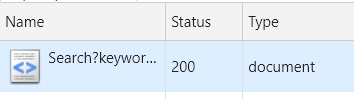 Name Status Type
Search?keywor... 200 document